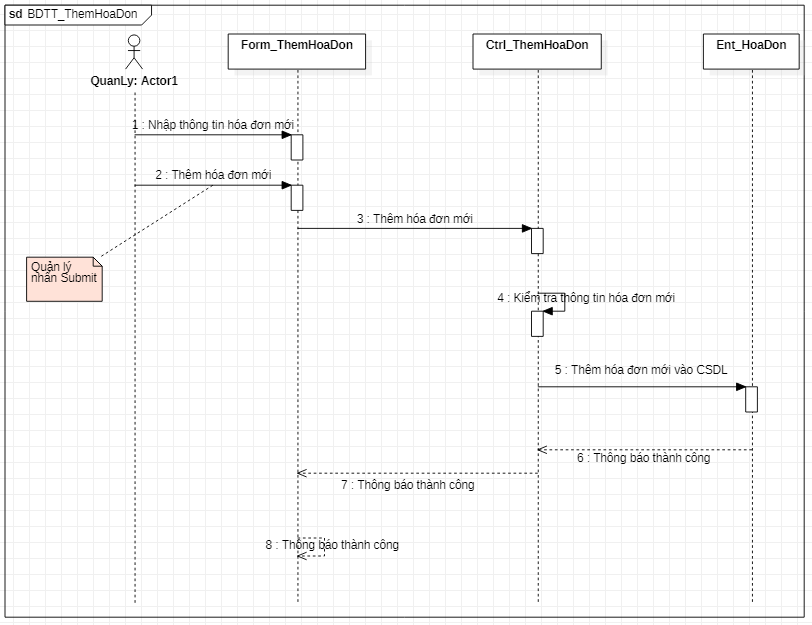 sd BDTT_ThemHoaDon
Form_ThemHoaDon
Ctrl_ThemHoaDon
Ent_HoaDon
QuanLy: Actor1
1 : Nhập thông tin hóa đơn mới
2 : Thêm hóa đơn mới
3 : Thêm hóa đơn mới
Quản lý
nhấn Submit
4 : Kiểm tra thông tin hóa đơn mới
5 : Thêm hóa đơn mới vào CSDL
6 : Thông báo thành công
7 : Thông báo thành công
8 : Thông báo thành công